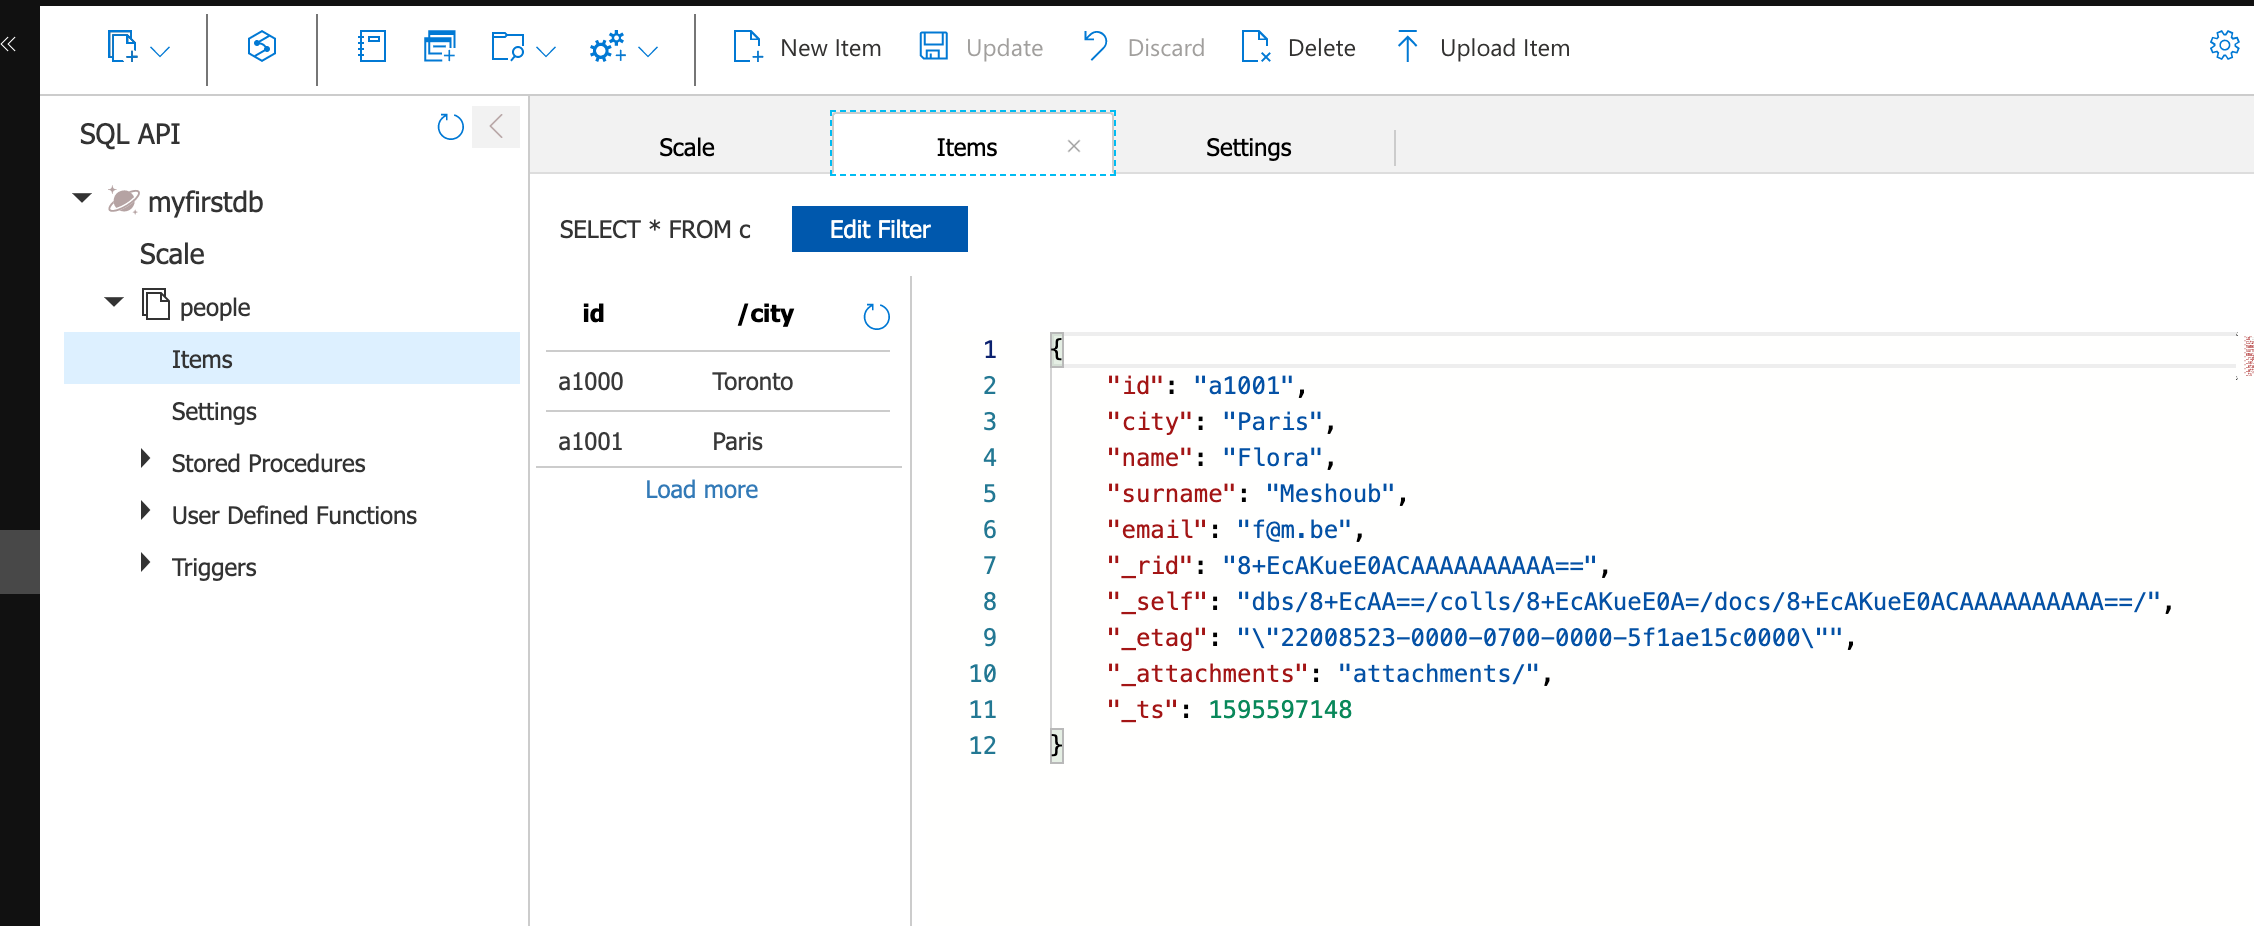 New Item
Update
Discard
Delete
Upload Item
SQL API
myfirstdb
Scale
people
Items
Settings
Stored Procedures
User Defined Functions
Triggers
Scale
Items
Settings
SELECT * FROM c
Edit Filter
id /city
a1000 Toronto
a1001 Paris
Load more
1 {
2 "id": "a1001",
3 "city": "Paris",
4 "name": "Flora",
5 "surname": "Meshoub",
6 "email": "f@m.be",
7 "_rid": "8+EcAKueE0ACAAAAAAAAAA==",
8 "_self": "dbs/8+EcAA==/colls/8+EcAKueE0A=/docs/8+EcAKueE0ACAAAAAAAAAA==/",
9 "_etag": "\"22008523-0000-0700-0000-5f1ae15c0000\"",
10 "_attachments": "attachments/",
11 "_ts": 1595597148
12 }